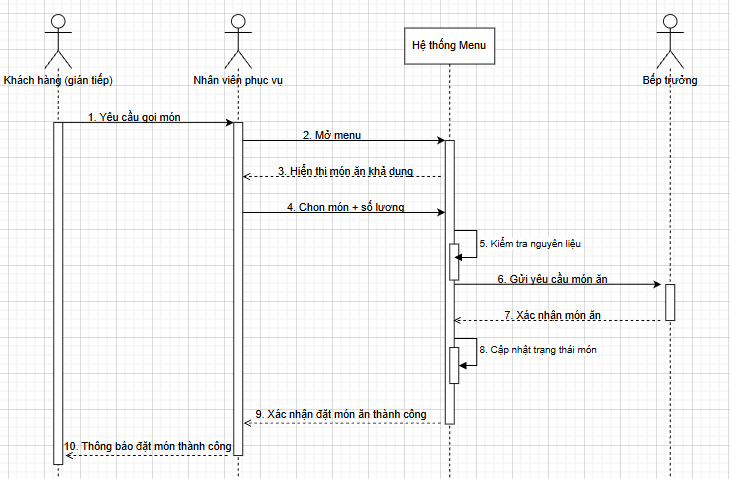 Hệ thống Menu
Khách hàng (gián tiếp)
Nhân viên phục vụ
Bếp trưởng
1. Yêu cầu gọi món
2. Mở menu
3. Hiển thị món ăn khả dụng
4. Chọn món + số lượng
5. Kiểm tra nguyên liệu
6. Gửi yêu cầu món ăn
7. Xác nhận món ăn
8. Cập nhật trạng thái món
9. Xác nhận đặt món ăn thành công
10. Thông báo đặt món thành công